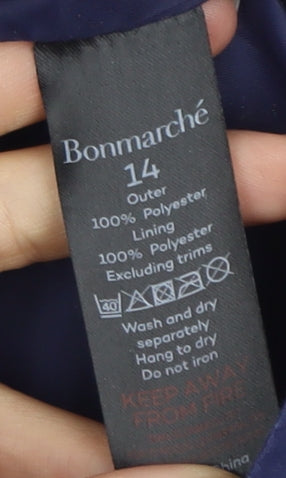 Bonmarché
14
Outer
100% Polyester
Lining
100% Polyester
Excluding trims
40
Wash and dry
separately
Hang to dry
Do not iron
KEEP AWAY
FROM FIRE
China